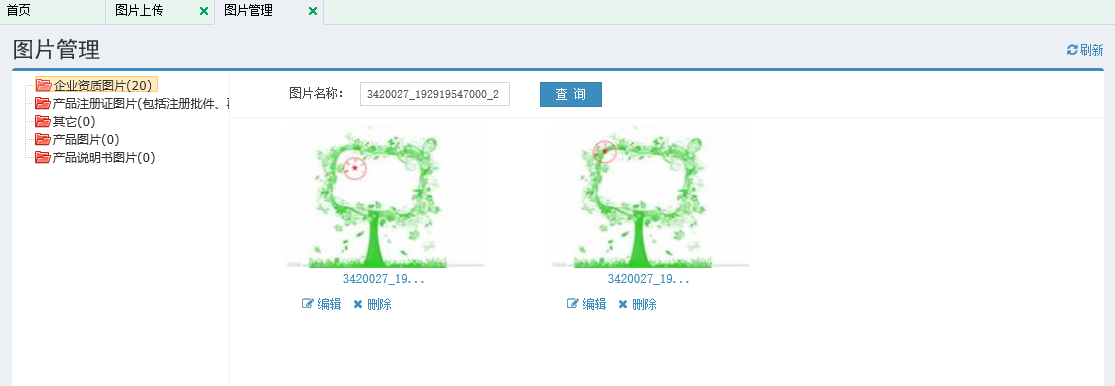 首页 图片上传 图片管理
图片管理 刷新
企业资质图片(20)
产品注册证图片(包括注册批件、
其它(0)
产品图片(0)
产品说明书图片(0)
图片名称: 3420027_192919547000_2 查 询
3420027_19... 3420027_19...
编辑 删除 编辑 删除